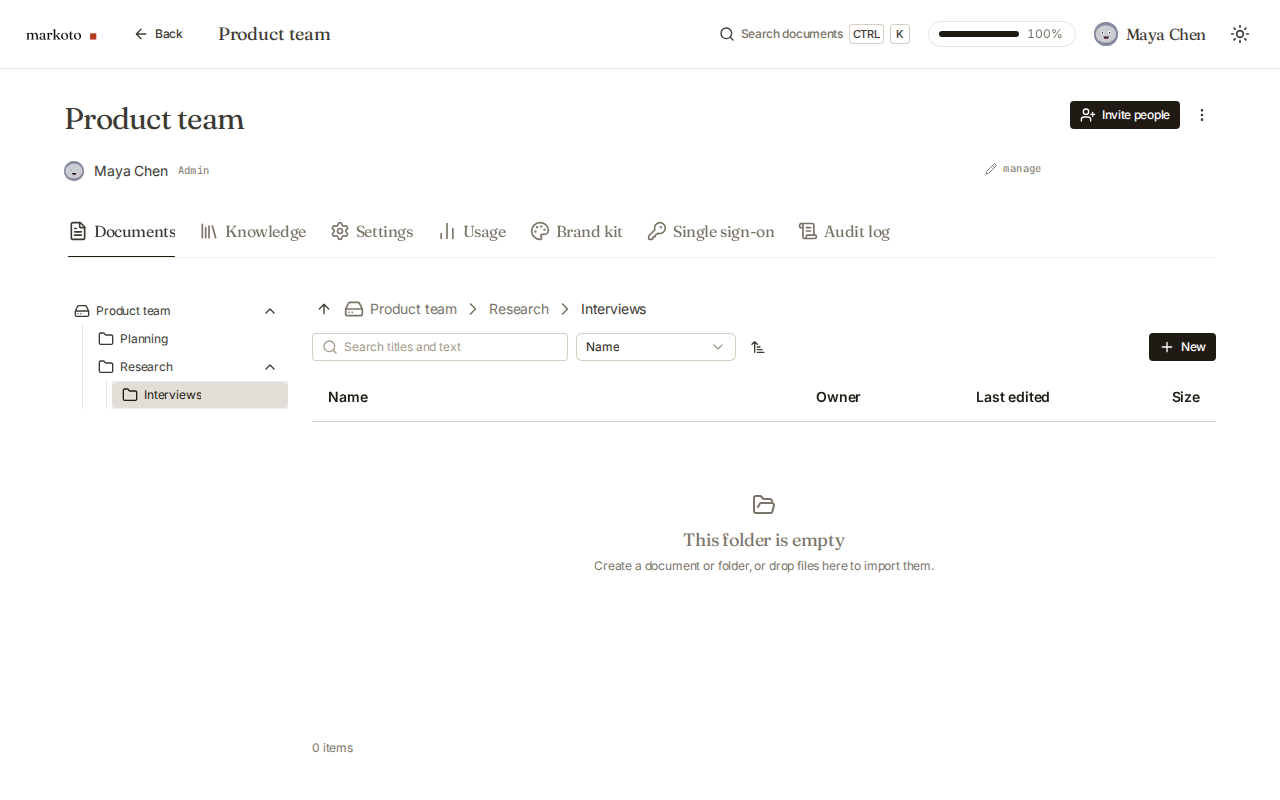 markoto
Back
Product team
Search documents CTRL K
100%
Maya Chen
Product team
Invite people
Maya Chen Admin
manage
Documents
Knowledge
Settings
Usage
Brand kit
Single sign-on
Audit log
Product team
Planning
Research
Interviews
Product team
Research
Interviews
Search titles and text
Name
New
Name
Owner
Last edited
Size
This folder is empty
Create a document or folder, or drop files here to import them.
0 items